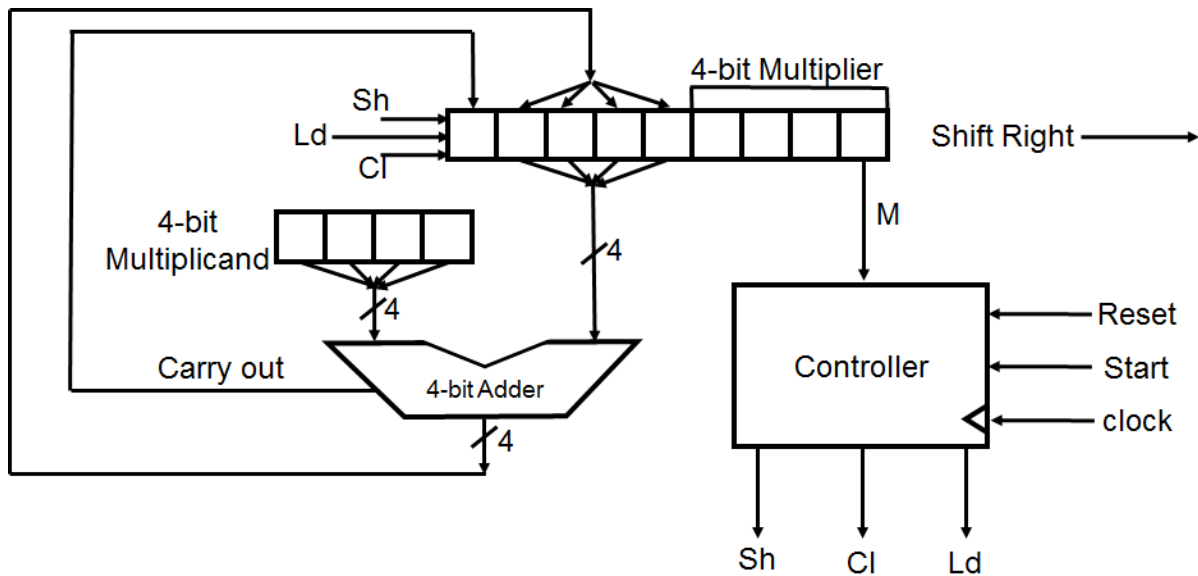 4-bit Multiplier
Sh
Ld
Cl
Shift Right
M
4-bit
Multiplicand
4
4
Reset
Start
clock
Controller
Carry out
4-bit Adder
4
Sh
Cl
Ld